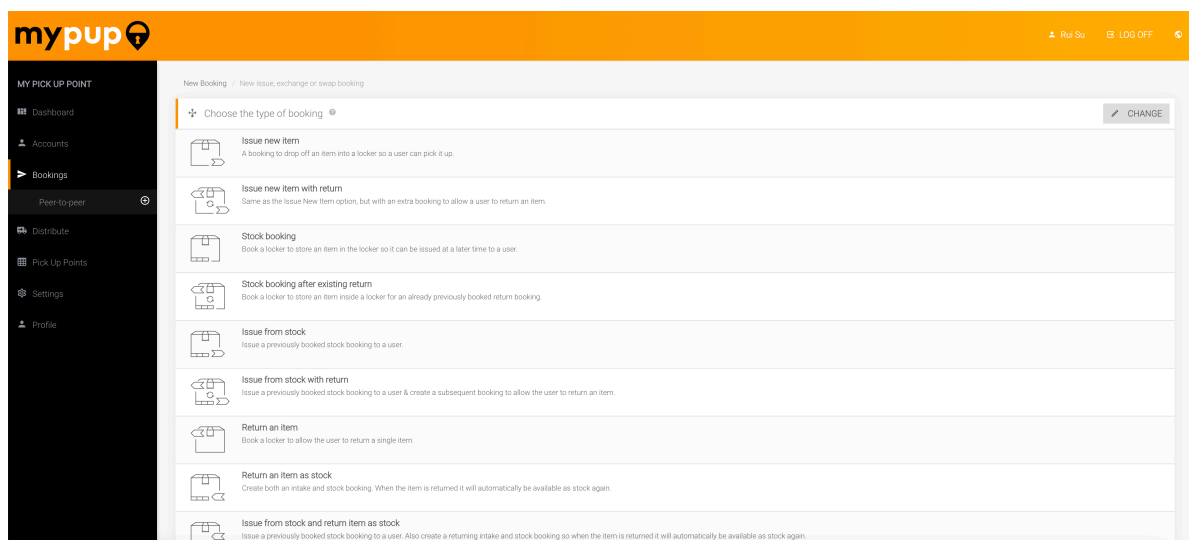 mypup
Rui Su
LOG OFF
MY PICK UP POINT
Dashboard
Accounts
Bookings
Peer-to-peer
Distribute
Pick Up Points
Settings
Profile
New Booking / New issue, exchange or swap booking
Choose the type of booking
CHANGE
Issue new item
A booking to drop off an item into a locker so a user can pick it up.
Issue new item with return
Same as the Issue New Item option, but with an extra booking to allow a user to return an item.
Stock booking
Book a locker to store an item in the locker so it can be issued at a later time to a user.
Stock booking after existing return
Book a locker to store an item inside a locker for an already previously booked return booking.
Issue from stock
Issue a previously booked stock booking to a user.
Issue from stock with return
Issue a previously booked stock booking to a user & create a subsequent booking to allow the user to return an item.
Return an item
Book a locker to allow the user to return a single item.
Return an item as stock
Create both an intake and stock booking. When the item is returned it will automatically be available as stock again.
Issue from stock and return item as stock
Issue a previously booked stock booking to a user. Also create a returning intake and stock booking so when the item is returned it will automatically be available as stock again.